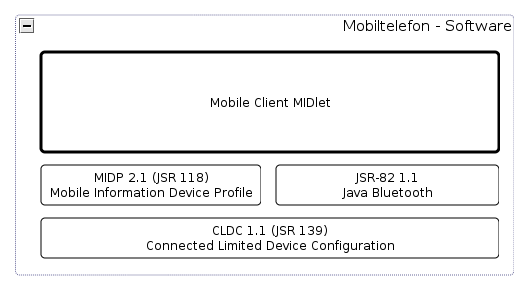 Mobiltelefon - Software
Mobile Client MIDlet
MIDP 2.1 (JSR 118)
Mobile Information Device Profile
JSR-82 1.1
Java Bluetooth
CLDC 1.1 (JSR 139)
Connected Limited Device Configuration